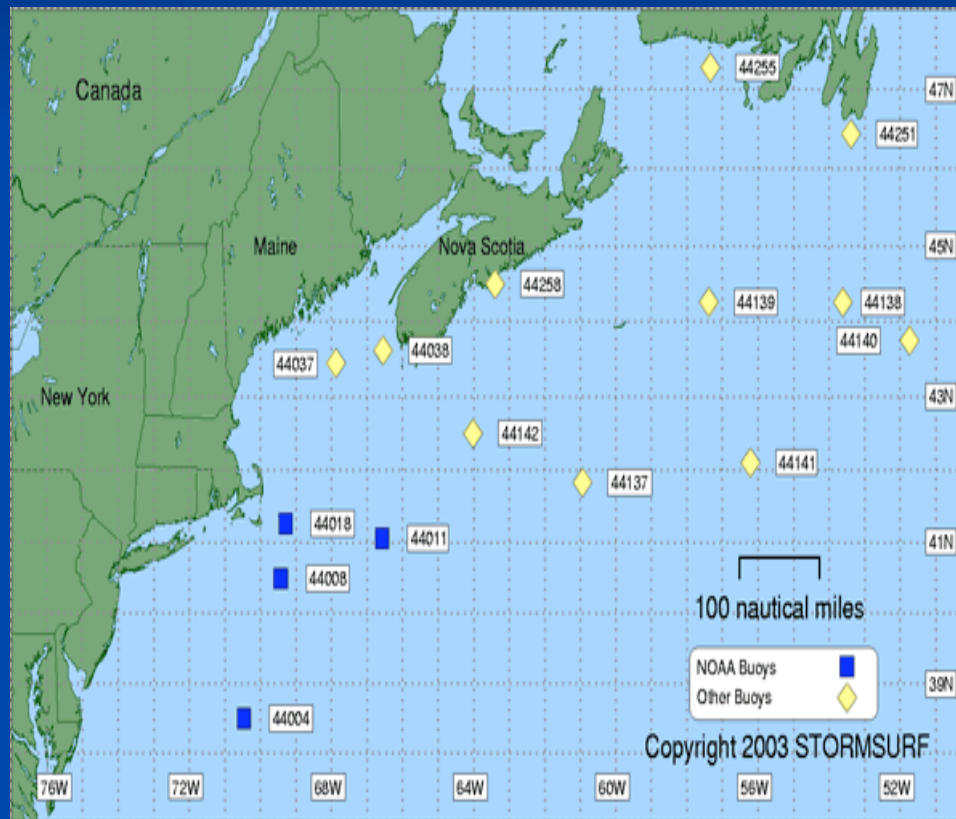 44255
Canada
47N
44251
45N
Maine
Nova Scotia
44258
44139
44138
44140
44038
44037
New York
43N
44142
44141
44137
44018
44011
41N
44008
100 nautical miles
NOAA Buoys
39N
Other Buoys
44004
Copyright 2003 STORMSURF
76W
72W
68W
64W
60W
56W
52W